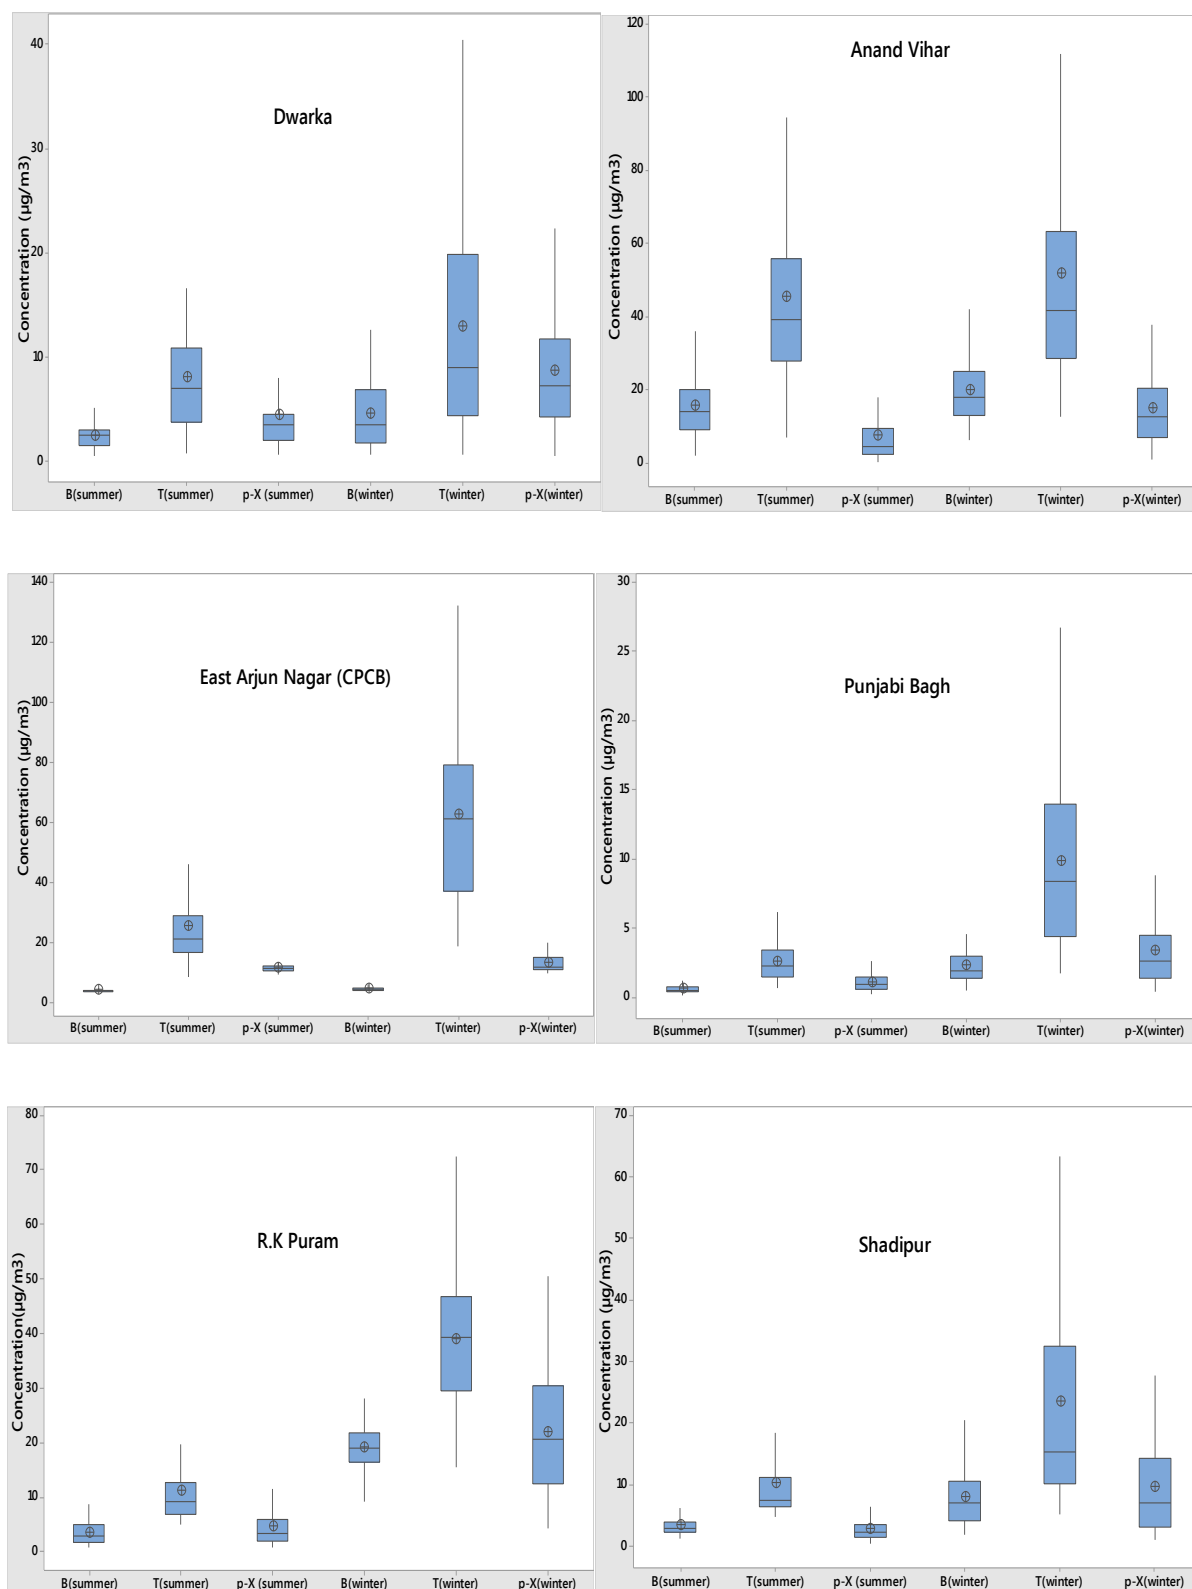 Dwarka
Concentration (µg/m3)
40
30
20
10
0
B(summer) T(summer) p-X (summer) B(winter) T(winter) p-X(winter)
Anand Vihar
Concentration (µg/m3)
120
100
80
60
40
20
0
B(summer) T(summer) p-X (summer) B(winter) T(winter) p-X(winter)
East Arjun Nagar (CPCB)
Concentration (µg/m3)
140
120
100
80
60
40
20
0
B(summer) T(summer) p-X (summer) B(winter) T(winter) p-X(winter)
Punjabi Bagh
Concentration (µg/m3)
30
25
20
15
10
5
0
B(summer) T(summer) p-X (summer) B(winter) T(winter) p-X(winter)
R.K Puram
Concentration(µg/m3)
80
70
60
50
40
30
20
10
0
B(summer) T(summer) p-X (summer) B(winter) T(winter) p-X(winter)
Shadipur
Concentration (µg/m3)
70
60
50
40
30
20
10
0
B(summer) T(summer) p-X (summer) B(winter) T(winter) p-X(winter)